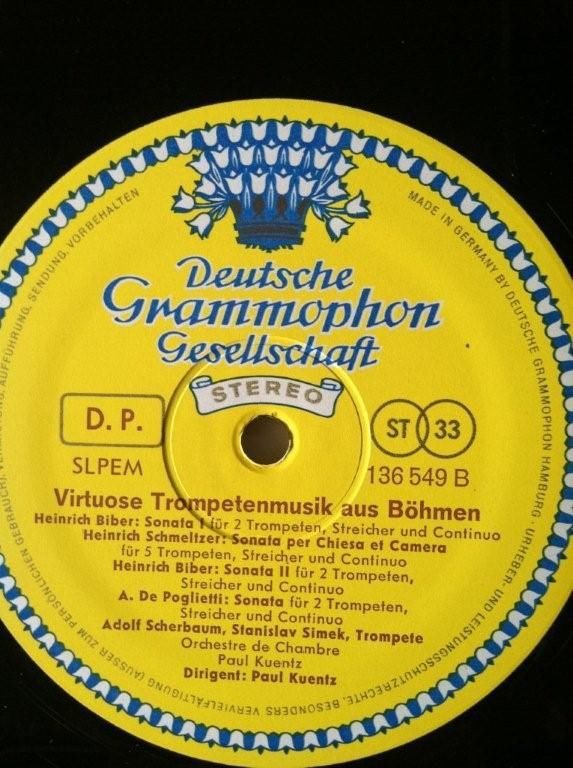 Deutsche
Grammophon
Gesellschaft
STEREO
D. P.
ST 33
SLPEM
136 549 B
Virtuose Trompetenmusik aus Böhmen
Heinrich Biber: Sonata I für 2 Trompeten, Streicher und Continuo
Heinrich Schmeltzer: Sonata per Chiesa et Camera
für 5 Trompeten, Streicher und Continuo
Heinrich Biber: Sonata II für 2 Trompeten,
Streicher und Continuo
A. De Poglietti: Sonata für 2 Trompeten,
Streicher und Continuo
Adolf Scherbaum, Stanislav Simek, Trompete
Orchestre de Chambre
Paul Kuentz
Dirigent: Paul Kuentz
MADE IN GERMANY BY DEUTSCHE GRAMMOPHON HAMBURG · URHEBER- UND LEISTUNGSSCHUTZRECHTE, BESONDERS VERVIELFÄLTIGUNG (AUSSER ZUM PERSÖNLICHEN GEBRAUCH), AUFFÜHRUNG, SENDUNG, VORBEHALTEN